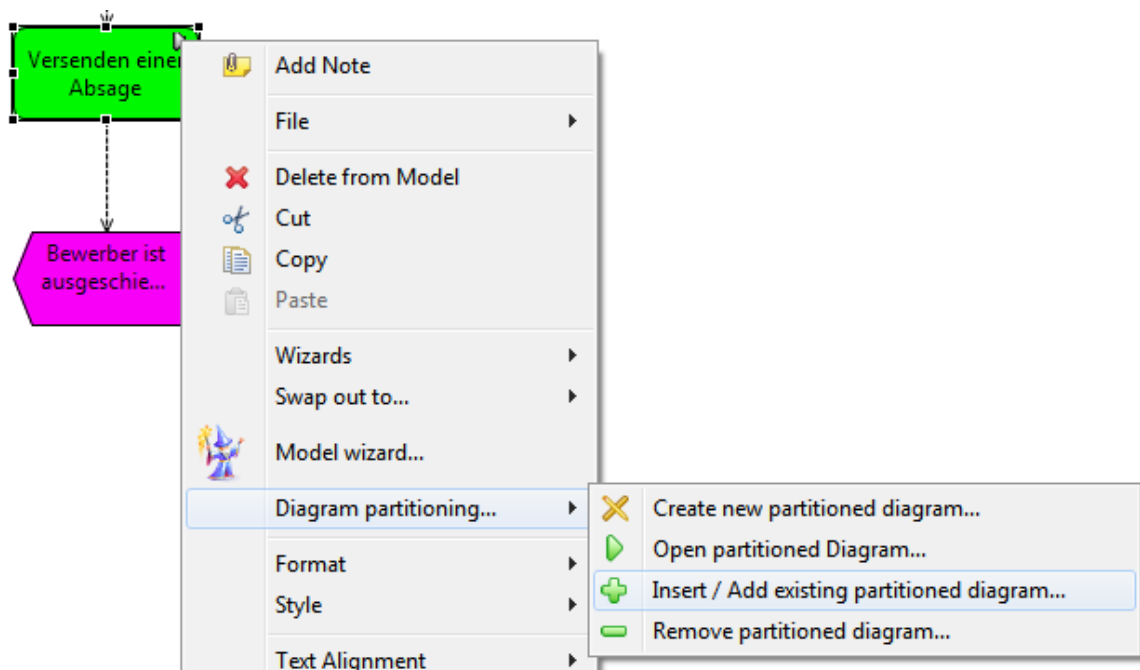 Versenden einer
Absage
Bewerber ist
ausgeschie...
Add Note
File
Delete from Model
Cut
Copy
Paste
Wizards
Swap out to...
Model wizard...
Diagram partitioning...
Format
Style
Text Alignment
Create new partitioned diagram...
Open partitioned Diagram...
Insert / Add existing partitioned diagram...
Remove partitioned diagram...